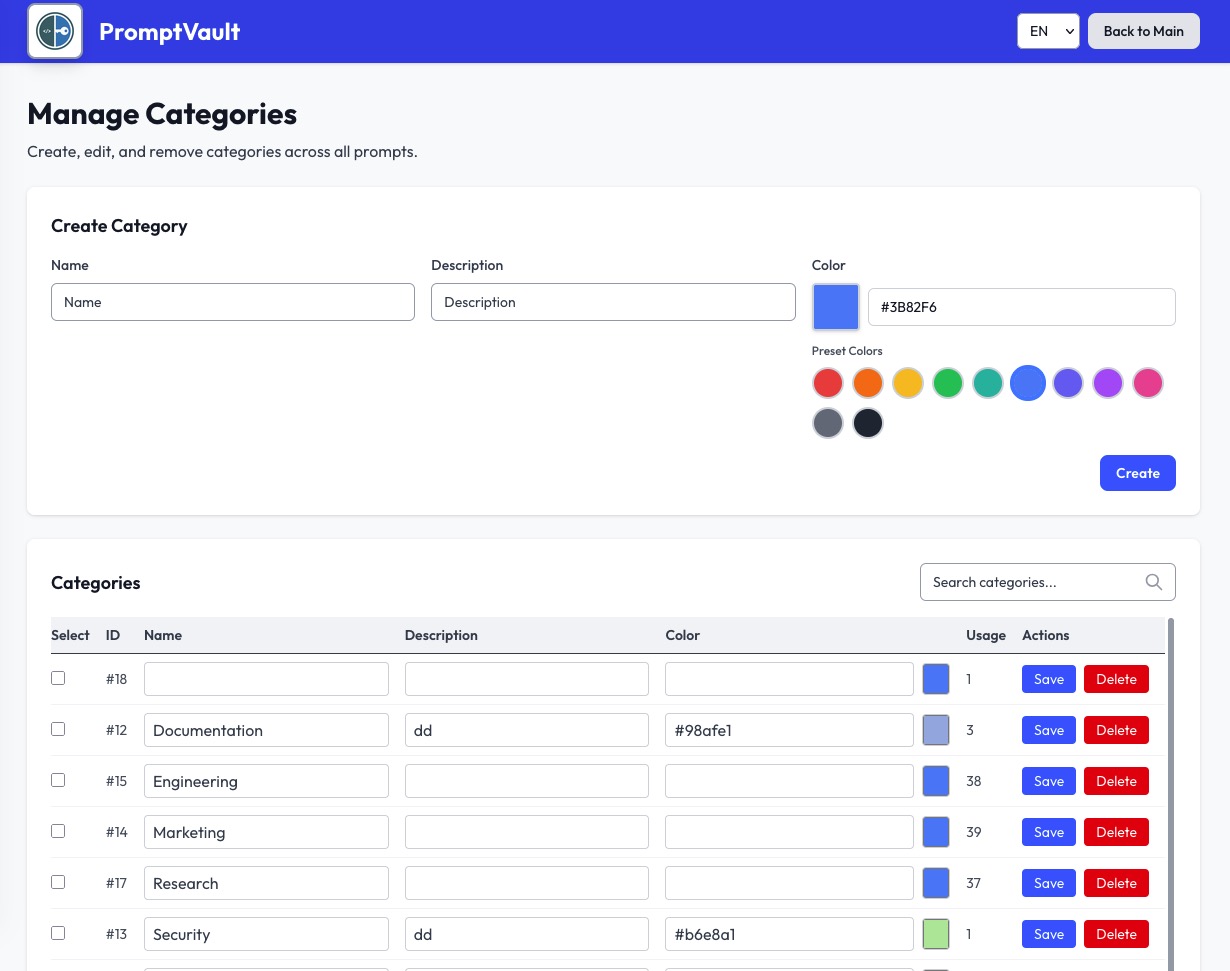 PromptVault
EN
Back to Main
Manage Categories
Create, edit, and remove categories across all prompts.
Create Category
Name Description Color
Name Description #3B82F6
Preset Colors
Create
Categories
Search categories...
Select ID Name Description Color Usage Actions
#18 1 Save Delete
#12 Documentation dd #98afe1 3 Save Delete
#15 Engineering 38 Save Delete
#14 Marketing 39 Save Delete
#17 Research 37 Save Delete
#13 Security dd #b6e8a1 1 Save Delete